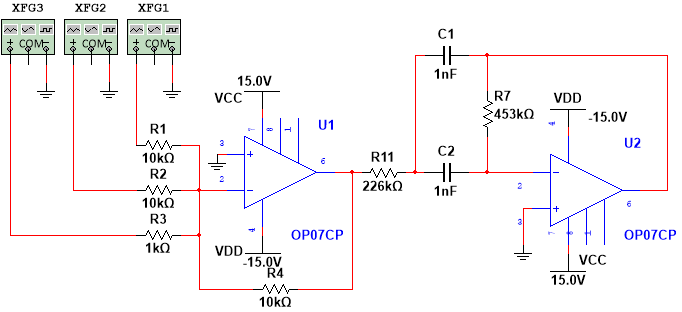 XFG3 XFG2 XFG1
+ COM − + COM − + COM −
C1
1nF
15.0V
VCC
R7
453kΩ
VDD
-15.0V
U1
U2
R1
10kΩ
3
7
8
1
6
2
4
R11
226kΩ
C2
1nF
4
2
6
3
7
8
1
R2
10kΩ
R3
1kΩ
OP07CP
OP07CP
VDD
-15.0V
VCC
15.0V
R4
10kΩ